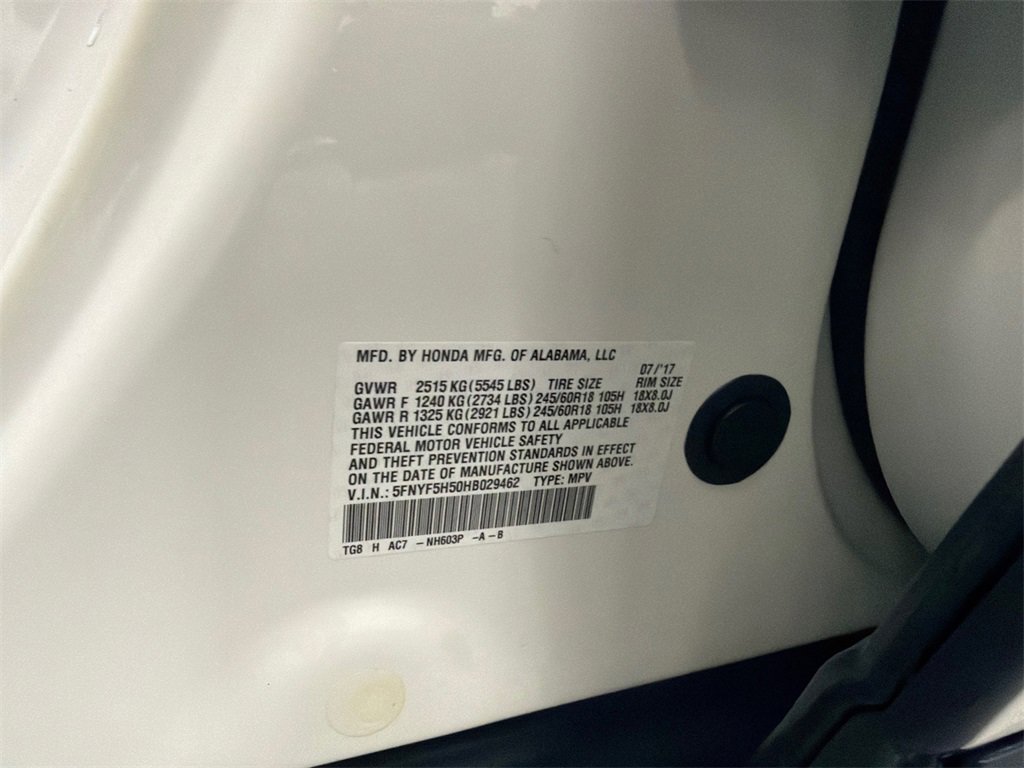 MFD. BY HONDA MFG. OF ALABAMA, LLC
07/'17
GVWR 2515 KG (5545 LBS) TIRE SIZE RIM SIZE
GAWR F 1240 KG (2734 LBS) 245/60R18 105H 18X8.0J
GAWR R 1325 KG (2921 LBS) 245/60R18 105H 18X8.0J
THIS VEHICLE CONFORMS TO ALL APPLICABLE
FEDERAL MOTOR VEHICLE SAFETY
AND THEFT PREVENTION STANDARDS IN EFFECT
ON THE DATE OF MANUFACTURE SHOWN ABOVE.
V.I.N.: 5FNYF5H50HB029462 TYPE: MPV
TG8 H AC7 -NH603P -A-B